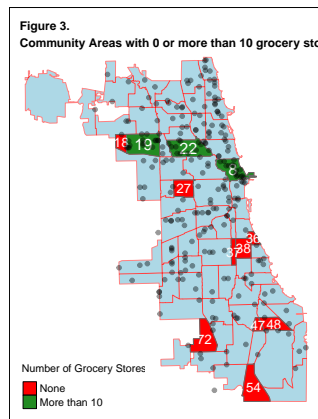 Figure 3.
Community Areas with 0 or more than 10 grocery sto
18 19 22
8
27
36
37 38
47 48
72
54
Number of Grocery Stores
None
More than 10